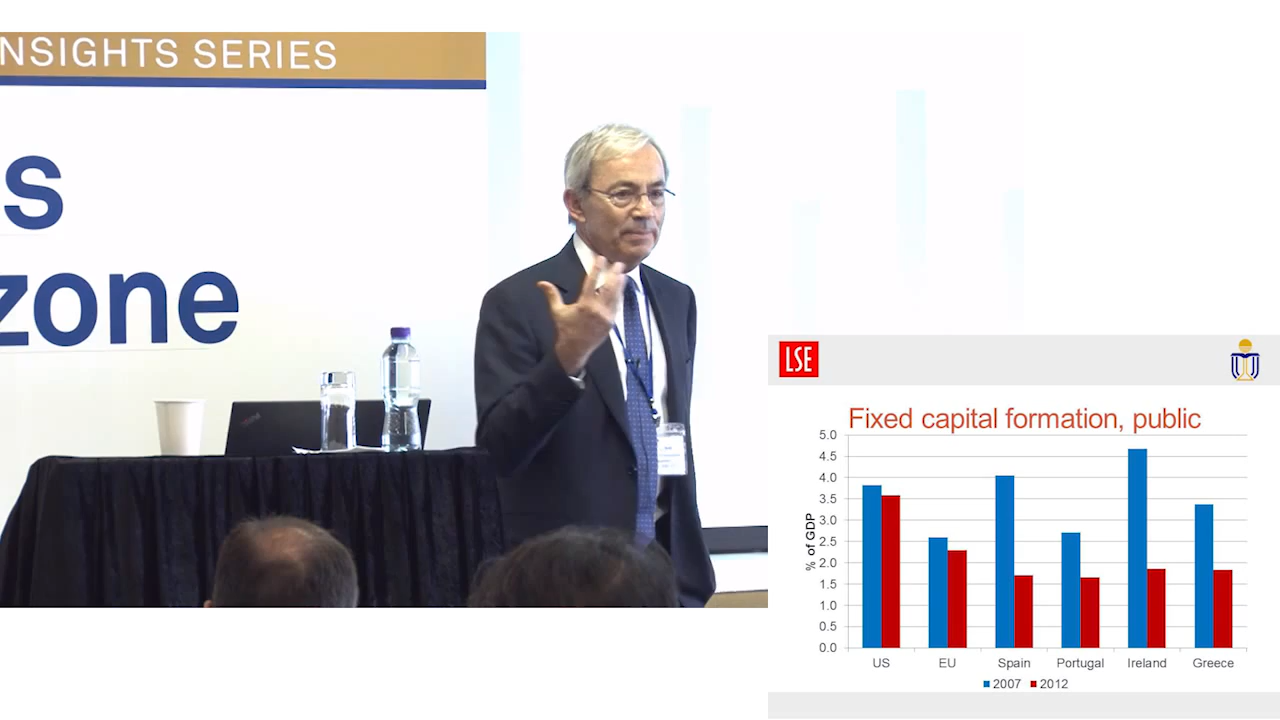 NSIGHTS SERIES
s
zone
LSE
Fixed capital formation, public
% of GDP
5.0
4.5
4.0
3.5
3.0
2.5
2.0
1.5
1.0
0.5
0.0
US EU Spain Portugal Ireland Greece
2007 2012